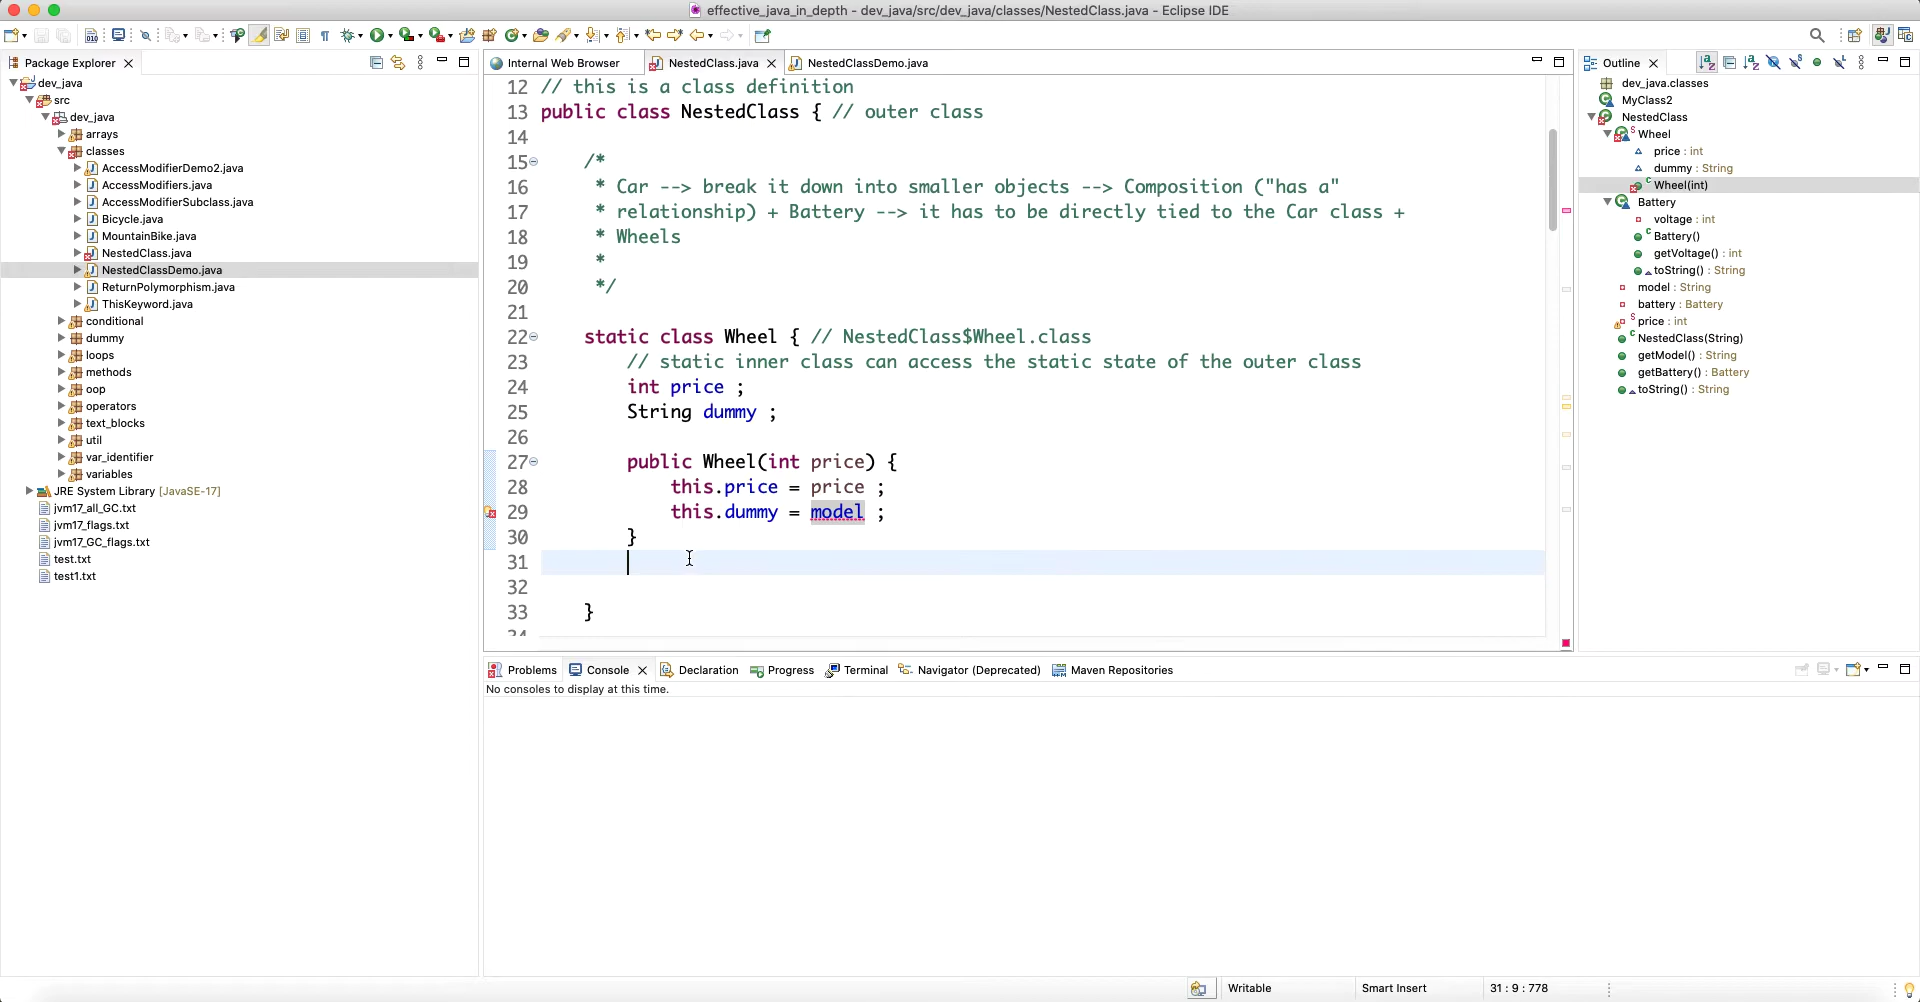 effective_java_in_depth - dev_java/src/dev_java/classes/NestedClass.java - Eclipse IDE
Package Explorer
dev_java
src
dev_java
arrays
classes
AccessModifierDemo2.java
AccessModifiers.java
AccessModifierSubclass.java
Bicycle.java
MountainBike.java
NestedClass.java
NestedClassDemo.java
ReturnPolymorphism.java
ThisKeyword.java
conditional
dummy
loops
methods
oop
operators
text_blocks
util
var_identifier
variables
JRE System Library [JavaSE-17]
jvm17_all_GC.txt
jvm17_flags.txt
jvm17_GC_flags.txt
test.txt
test1.txt
Internal Web Browser NestedClass.java NestedClassDemo.java
12 // this is a class definition
13 public class NestedClass { // outer class
14
15 /*
16 * Car --> break it down into smaller objects --> Composition ("has a"
17 * relationship) + Battery --> it has to be directly tied to the Car class +
18 * Wheels
19 *
20 */
21
22 static class Wheel { // NestedClass$Wheel.class
23 // static inner class can access the static state of the outer class
24 int price ;
25 String dummy ;
26
27 public Wheel(int price) {
28 this.price = price ;
29 this.dummy = model ;
30 }
31
32
33 }
34
Outline
dev_java.classes
MyClass2
NestedClass
Wheel
price : int
dummy : String
Wheel(int)
Battery
voltage : int
Battery()
getVoltage() : int
toString() : String
model : String
battery : Battery
price : int
NestedClass(String)
getModel() : String
getBattery() : Battery
toString() : String
Problems Console Declaration Progress Terminal Navigator (Deprecated) Maven Repositories
No consoles to display at this time.
Writable Smart Insert 31 : 9 : 778